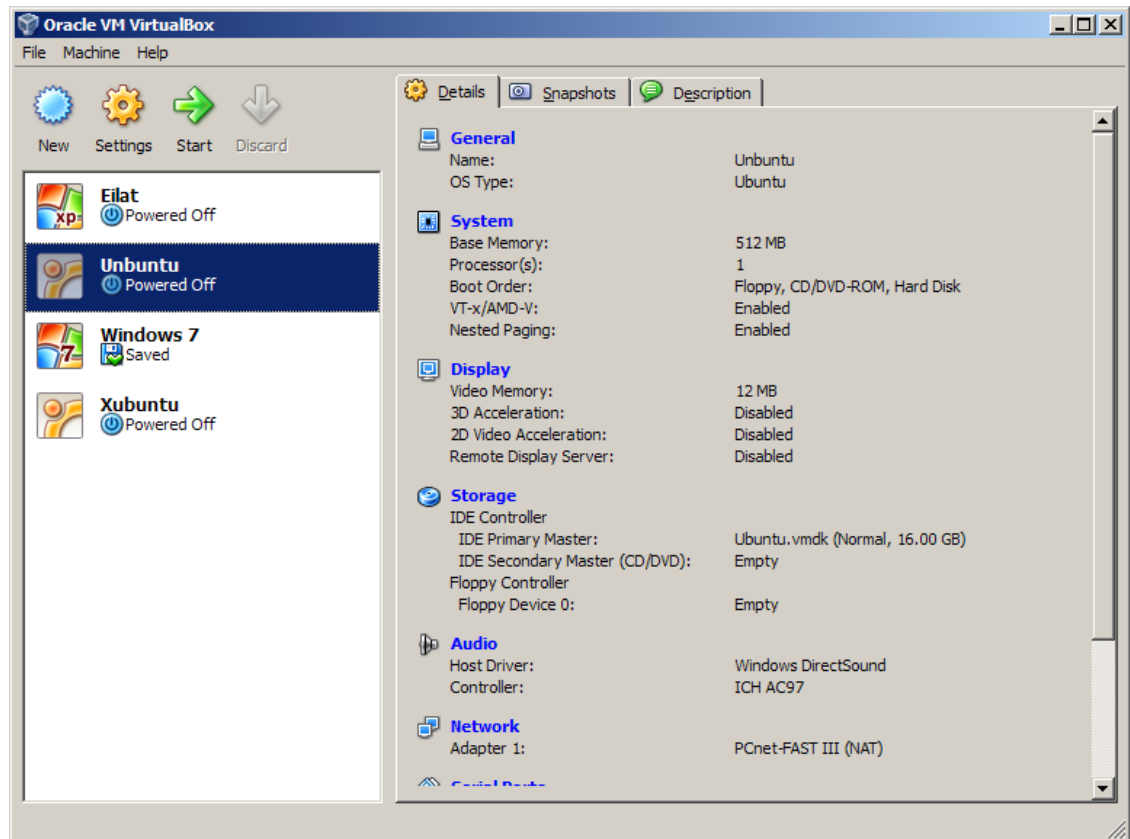 Oracle VM VirtualBox
File Machine Help
New Settings Start Discard
Eilat
Powered Off
Unbuntu
Powered Off
Windows 7
Saved
Xubuntu
Powered Off
Details Snapshots Description
General
Name: Unbuntu
OS Type: Ubuntu
System
Base Memory: 512 MB
Processor(s): 1
Boot Order: Floppy, CD/DVD-ROM, Hard Disk
VT-x/AMD-V: Enabled
Nested Paging: Enabled
Display
Video Memory: 12 MB
3D Acceleration: Disabled
2D Video Acceleration: Disabled
Remote Display Server: Disabled
Storage
IDE Controller
IDE Primary Master: Ubuntu.vmdk (Normal, 16.00 GB)
IDE Secondary Master (CD/DVD): Empty
Floppy Controller
Floppy Device 0: Empty
Audio
Host Driver: Windows DirectSound
Controller: ICH AC97
Network
Adapter 1: PCnet-FAST III (NAT)